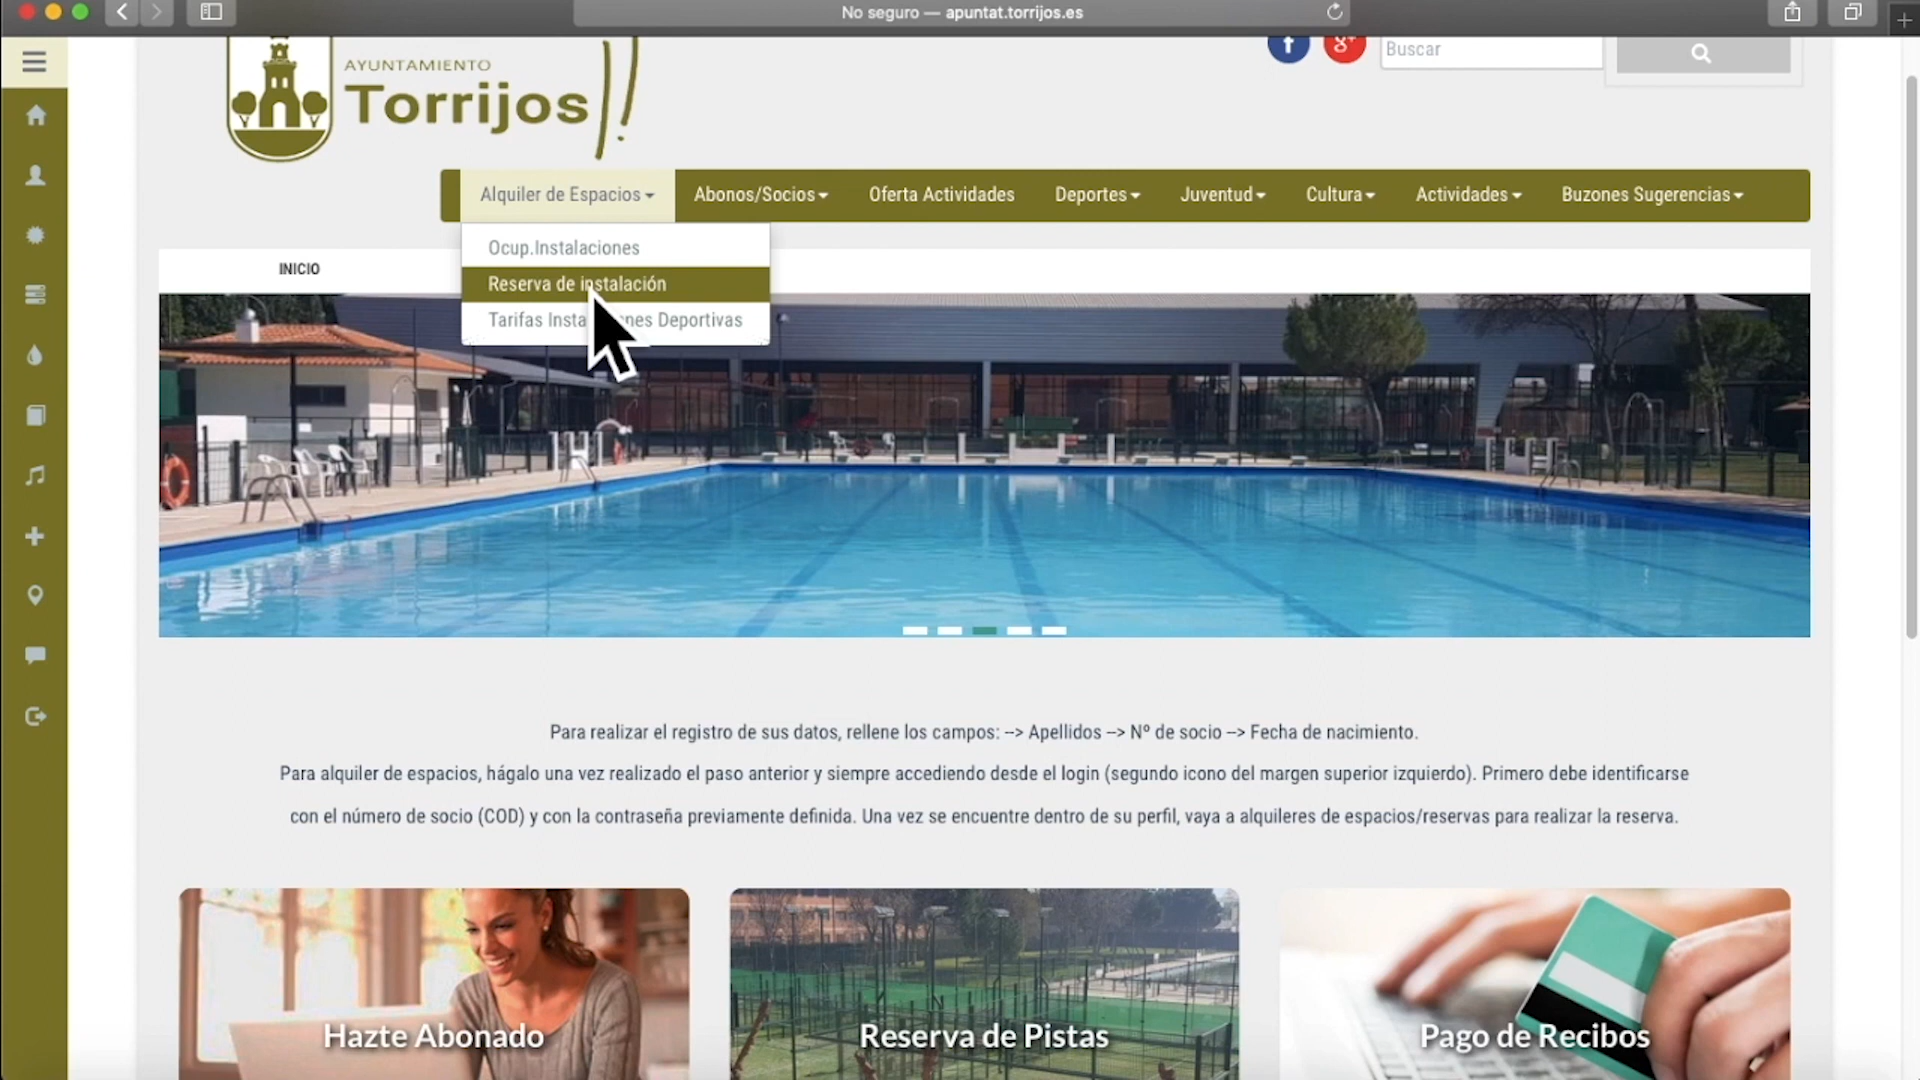 No seguro — apuntat.torrijos.es
AYUNTAMIENTO
Torrijos
f
g+
Buscar
Alquiler de Espacios
Abonos/Socios
Oferta Actividades
Deportes
Juventud
Cultura
Actividades
Buzones Sugerencias
INICIO
Ocup.Instalaciones
Reserva de instalación
Tarifas Deportivas
Para realizar el registro de sus datos, rellene los campos: --> Apellidos --> Nº de socio --> Fecha de nacimiento.
Para alquiler de espacios, hágalo una vez realizado el paso anterior y siempre accediendo desde el login (segundo icono del margen superior izquierdo). Primero debe identificarse
con el número de socio (COD) y con la contraseña previamente definida. Una vez se encuentre dentro de su perfil, vaya a alquileres de espacios/reservas para realizar la reserva.
Hazte Abonado
Reserva de Pistas
Pago de Recibos